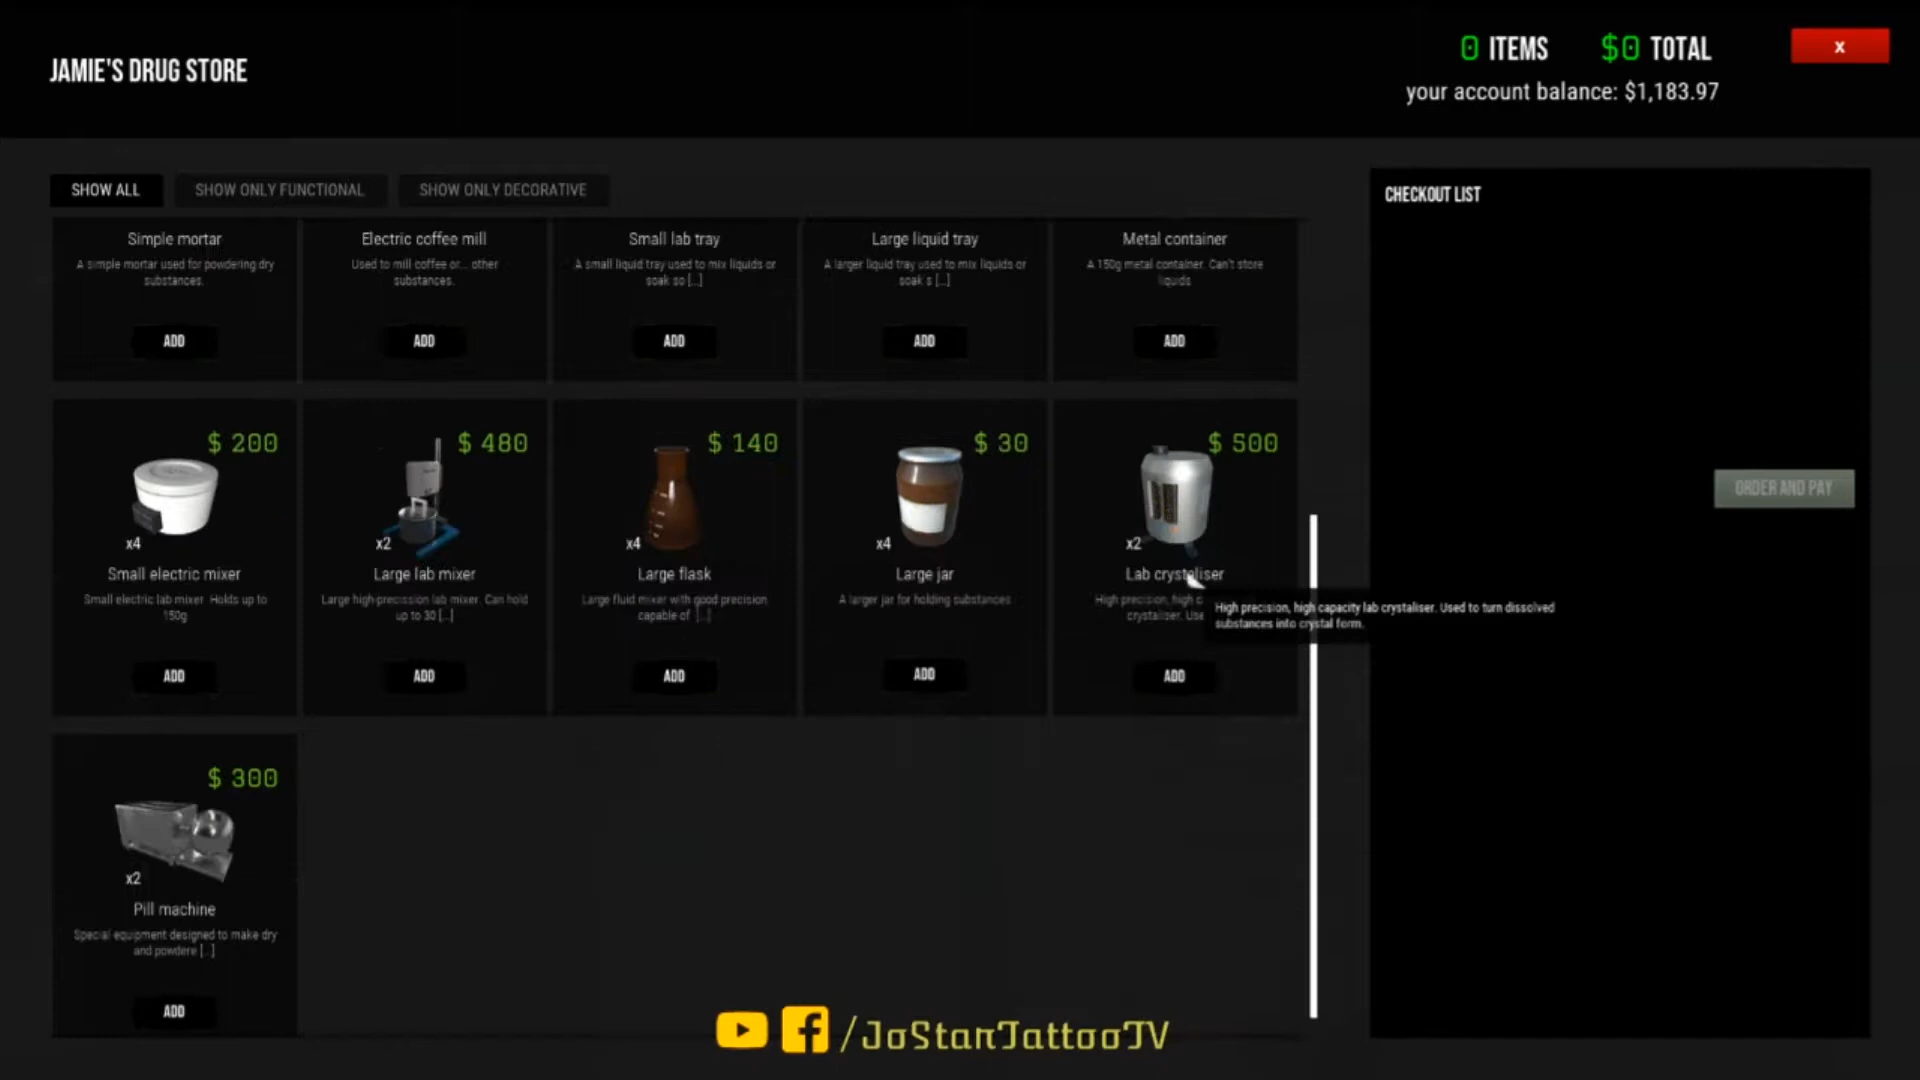 JAMIE'S DRUG STORE
0 ITEMS $0 TOTAL
x
your account balance: $1,183.97
SHOW ALL
SHOW ONLY FUNCTIONAL
SHOW ONLY DECORATIVE
CHECKOUT LIST
Simple mortar
A simple mortar used for powdering dry
substances.
ADD
Electric coffee mill
Used to mill coffee or... other
substances.
ADD
Small lab tray
A small liquid tray used to mix liquids or
soak so [...]
ADD
Large liquid tray
A larger liquid tray used to mix liquids or
soak s [...]
ADD
Metal container
A 150g metal container. Can't store
liquids
ADD
$ 200
x4
Small electric mixer
Small electric lab mixer. Holds up to
150g
ADD
$ 480
x2
Large lab mixer
Large high-precission lab mixer. Can hold
up to 30 [...]
ADD
$ 140
x4
Large flask
Large fluid mixer with good precision
capable of [...]
ADD
$ 30
x4
Large jar
A larger jar for holding substances
ADD
$ 500
x2
Lab crystaliser
High precision, high c
crystaliser. Use
ADD
High precision, high capacity lab crystaliser. Used to turn dissolved
substances into crystal form.
ORDER AND PAY
$ 300
x2
Pill machine
Special equipment designed to make dry
and powdere [...]
ADD
/JoStanTattooTV